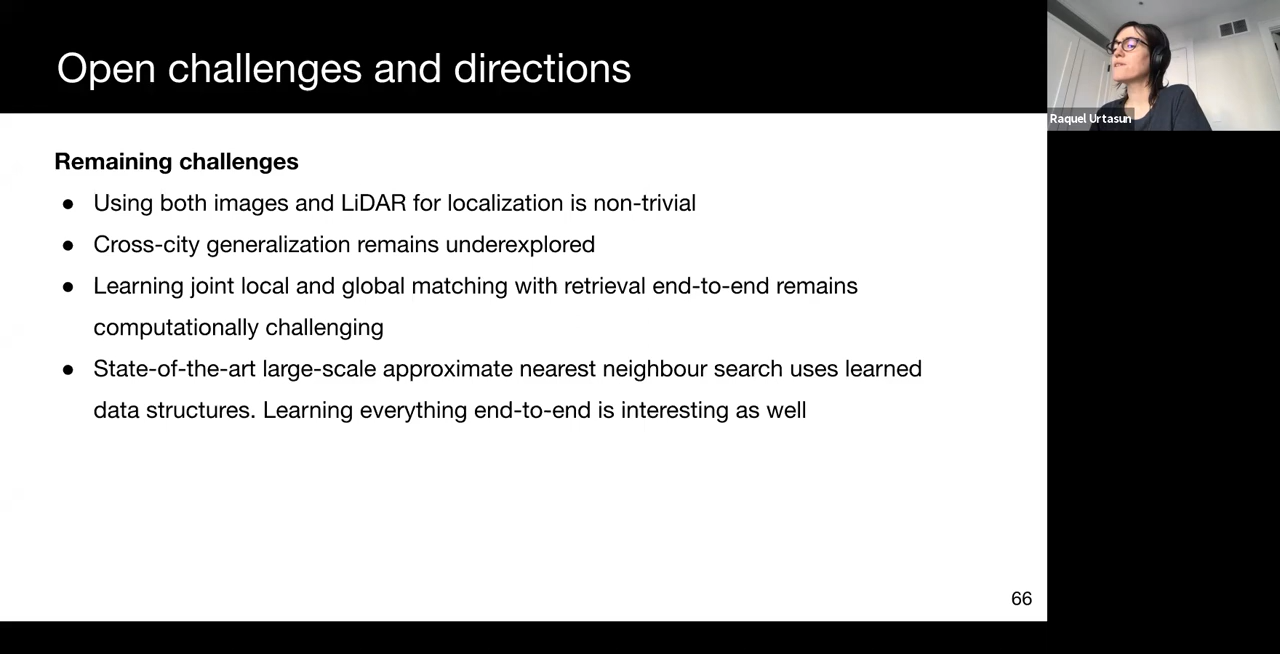 Open challenges and directions
Raquel Urtasun
Remaining challenges
● Using both images and LiDAR for localization is non-trivial
● Cross-city generalization remains underexplored
● Learning joint local and global matching with retrieval end-to-end remains
computationally challenging
● State-of-the-art large-scale approximate nearest neighbour search uses learned
data structures. Learning everything end-to-end is interesting as well
66